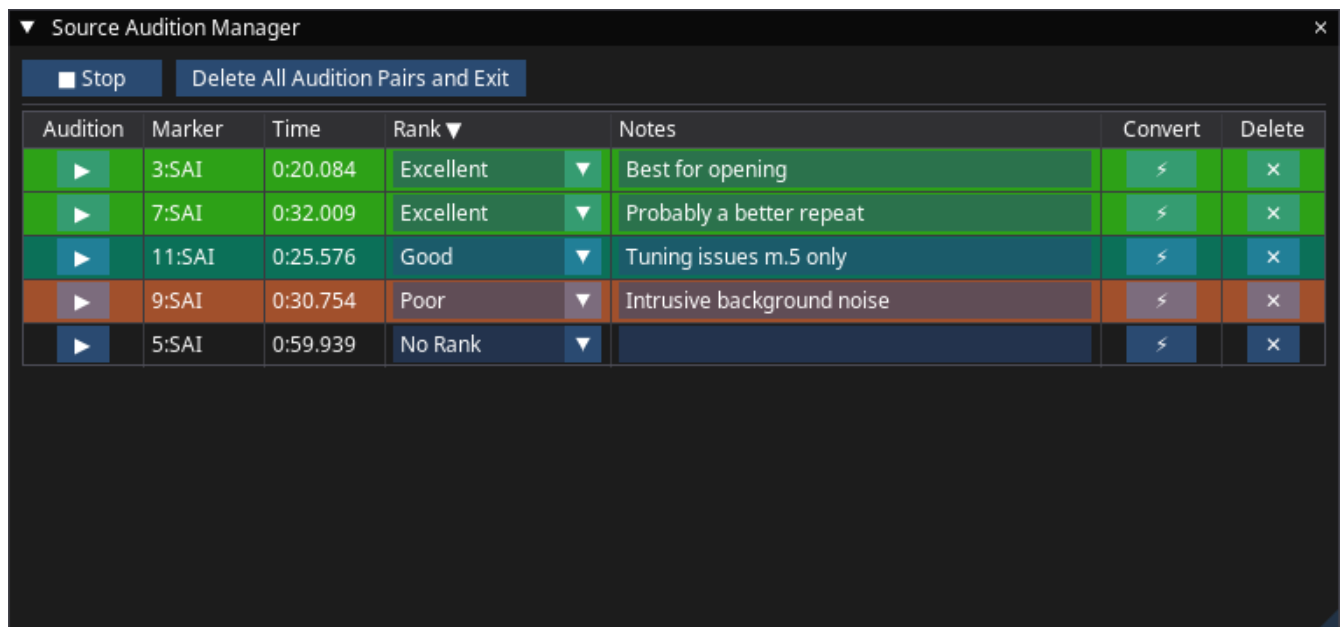 ▼ Source Audition Manager ×
■ Stop Delete All Audition Pairs and Exit
Audition Marker Time Rank▼ Notes Convert Delete
▶ 3:SAI 0:20.084 Excellent ▼ Best for opening ⚡ ×
▶ 7:SAI 0:32.009 Excellent ▼ Probably a better repeat ⚡ ×
▶ 11:SAI 0:25.576 Good ▼ Tuning issues m.5 only ⚡ ×
▶ 9:SAI 0:30.754 Poor ▼ Intrusive background noise ⚡ ×
▶ 5:SAI 0:59.939 No Rank ▼ ⚡ ×